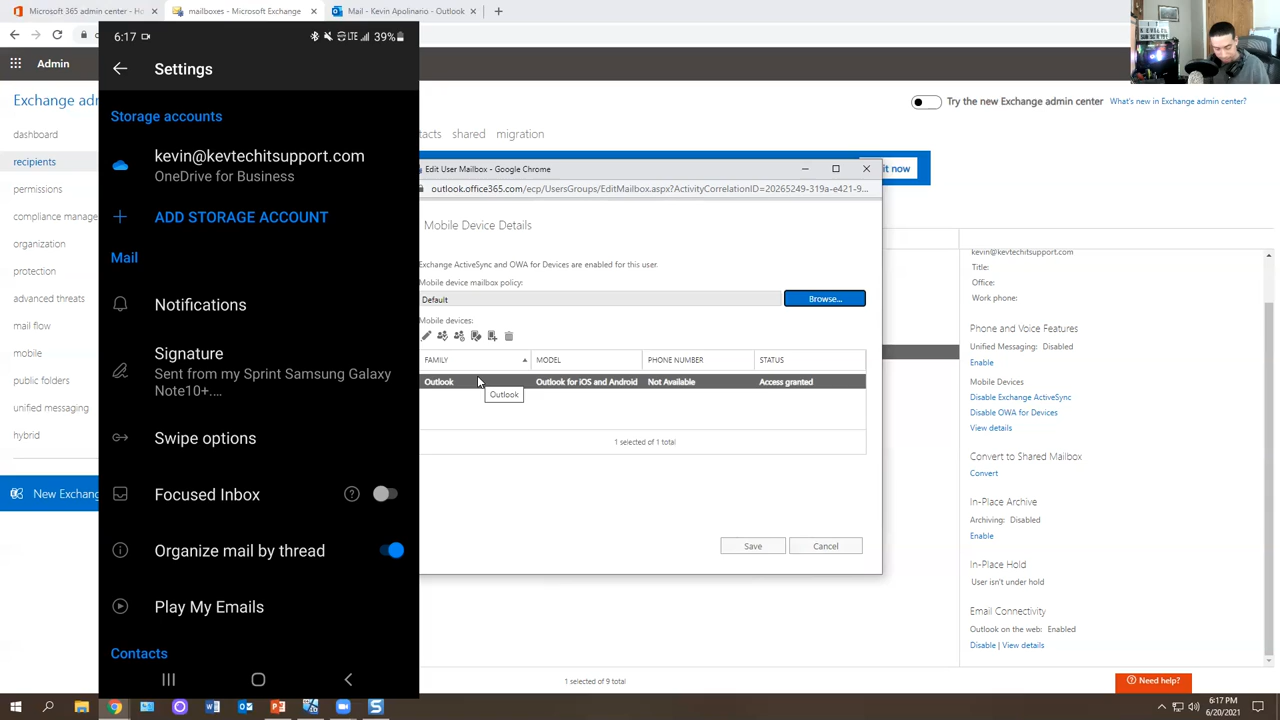 Microsoft 365 admin center - Ho
mailboxes - Microsoft Exchange
Mail - Kevin Apolinario - Outlook
Admin
Exchange adm
Try the new Exchange admin center
What's new in Exchange admin center?
dashboard
recipients
permissions
compliance manage
organization
protection
advanced threats
mail flow
mobile
public folders
unified messaging
hybrid
New Exchang
tacts
shared
migration
it now
6:17
LTE
39%
Settings
Storage accounts
kevin@kevtechitsupport.com
OneDrive for Business
ADD STORAGE ACCOUNT
Mail
Notifications
Signature
Sent from my Sprint Samsung Galaxy
Note10+....
Swipe options
Focused Inbox
Organize mail by thread
Play My Emails
Contacts
Edit User Mailbox - Google Chrome
outlook.office365.com/ecp/UsersGroups/EditMailbox.aspx?ActivityCorrelationID=20265249-319a-e421-9...
Mobile Device Details
Exchange ActiveSync and OWA for Devices are enabled for this user.
Mobile device mailbox policy:
Default
Browse...
Mobile devices:
FAMILY
MODEL
PHONE NUMBER
STATUS
Outlook
Outlook for iOS and Android
Not Available
Access granted
Outlook
1 selected of 1 total
Save
Cancel
kevin@kevtechitsupport.com
Title:
Office:
Work phone:
Phone and Voice Features
Unified Messaging: Disabled
Enable
Mobile Devices
Disable Exchange ActiveSync
Disable OWA for Devices
View details
Convert to Shared Mailbox
Convert
In-Place Archive
Archiving: Disabled
Enable
In-Place Hold
User isn't under hold
Email Connectivity
Outlook on the web: Enabled
Disable | View details
1 selected of 9 total
Need help?
6:17 PM
6/20/2021